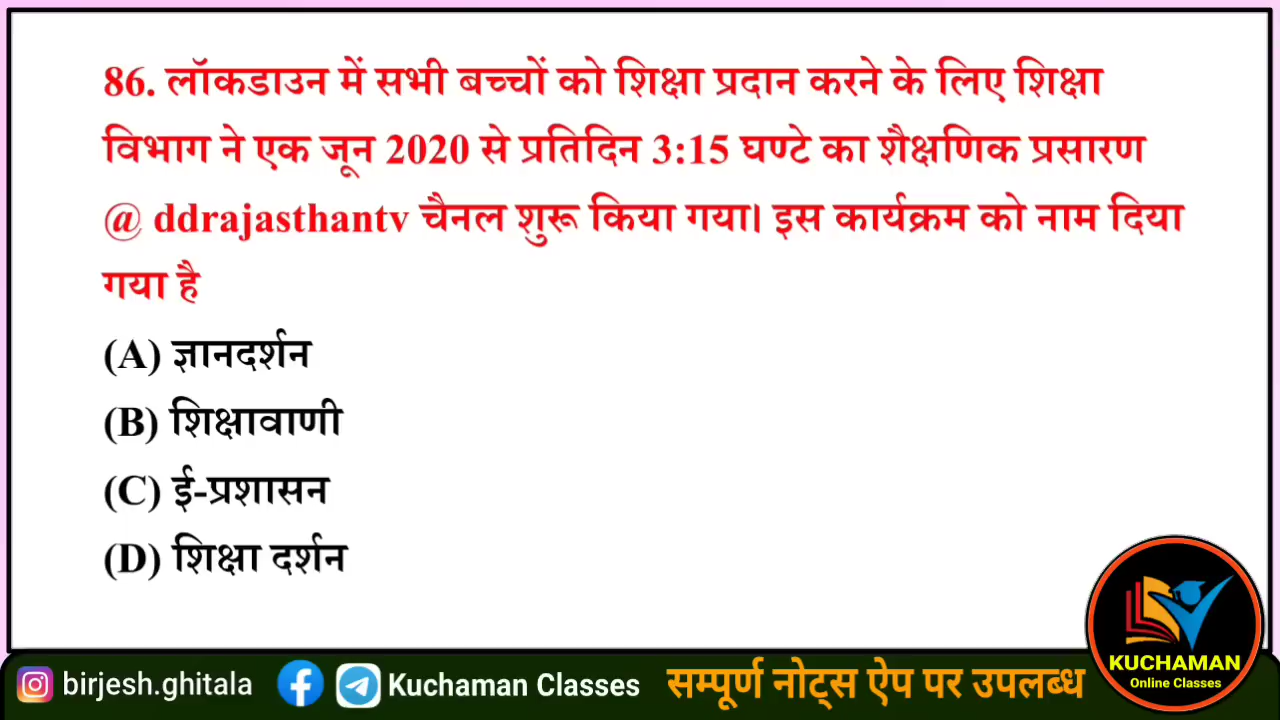 86. लॉकडाउन में सभी बच्चों को शिक्षा प्रदान करने के लिए शिक्षा
विभाग ने एक जून 2020 से प्रतिदिन 3:15 घण्टे का शैक्षणिक प्रसारण
@ ddrajasthantv चैनल शुरू किया गया। इस कार्यक्रम को नाम दिया
गया है
(A) ज्ञानदर्शन
(B) शिक्षावाणी
(C) ई-प्रशासन
(D) शिक्षा दर्शन
KUCHAMAN
Online Classes
birjesh.ghitala Kuchaman Classes सम्पूर्ण नोट्स ऐप पर उपलब्ध